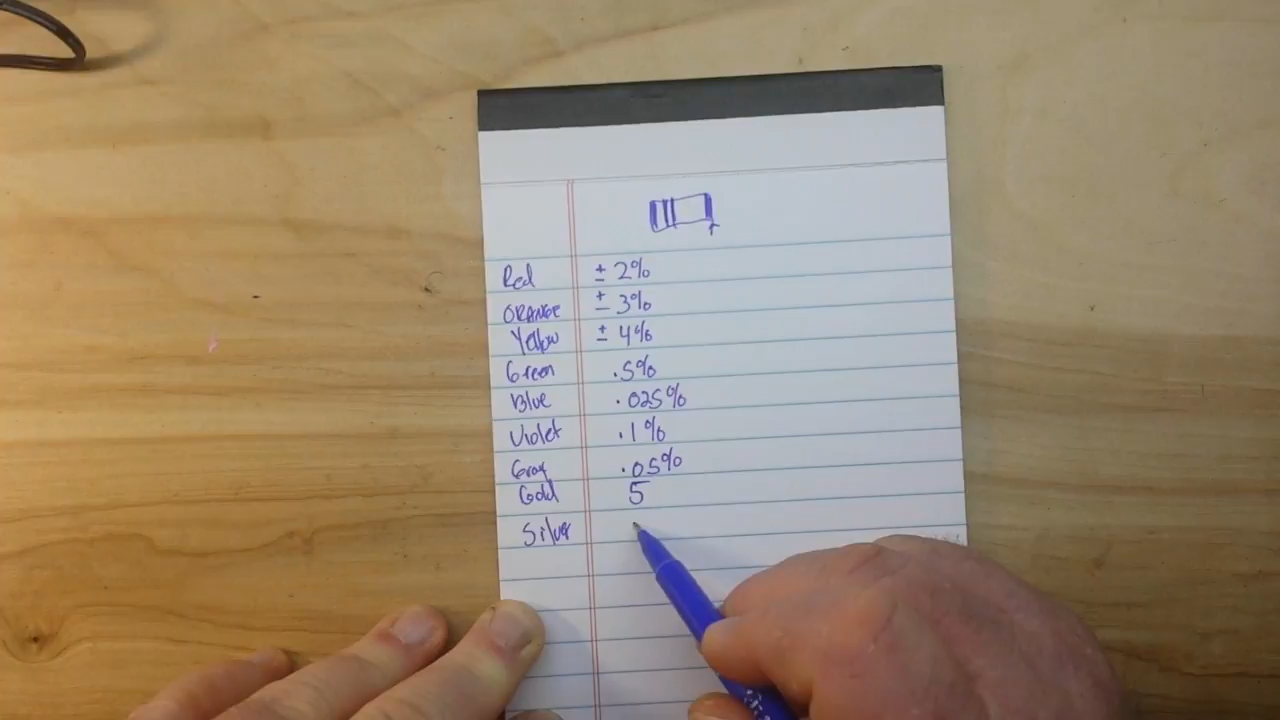 Red ± 2%
ORANGE ± 3%
Yellow ± 4%
Green .5%
Blue .025%
Violet .1%
Gray .05%
Gold 5
Silver